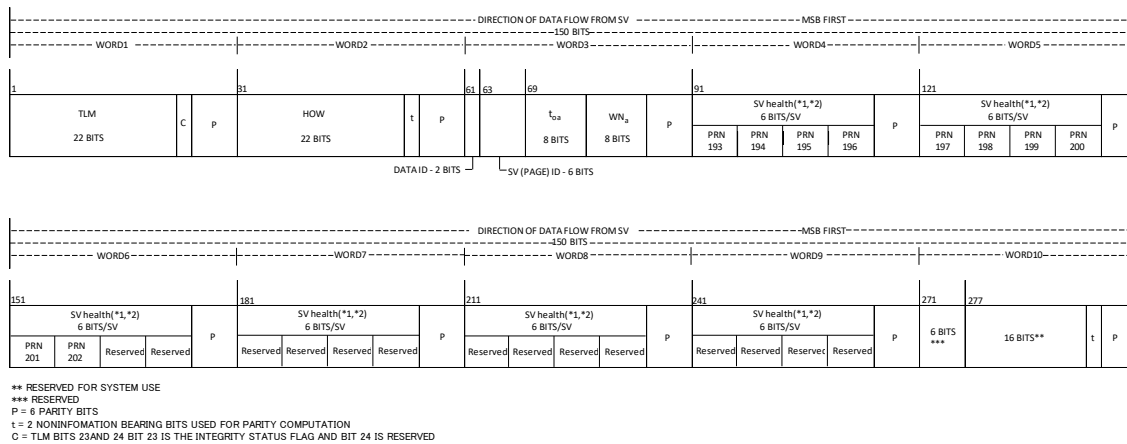 DIRECTION OF DATA FLOW FROM SV MSB FIRST
150 BITS
WORD1 WORD2 WORD3 WORD4 WORD5
1 31 61 63 69 91 121
TLM
22 BITS
C
P
HOW
22 BITS
t
P
toa
8 BITS
WNa
8 BITS
P
SV health(*1,*2)
6 BITS/SV
PRN 193 PRN 194 PRN 195 PRN 196
P
SV health(*1,*2)
6 BITS/SV
PRN 197 PRN 198 PRN 199 PRN 200
P
DATA ID - 2 BITS
SV (PAGE) ID - 6 BITS
DIRECTION OF DATA FLOW FROM SV MSB FIRST
150 BITS
WORD6 WORD7 WORD8 WORD9 WORD10
151 181 211 241 271 277
SV health(*1,*2)
6 BITS/SV
PRN 201 PRN 202 Reserved Reserved
P
SV health(*1,*2)
6 BITS/SV
Reserved Reserved Reserved Reserved
P
SV health(*1,*2)
6 BITS/SV
Reserved Reserved Reserved Reserved
P
SV health(*1,*2)
6 BITS/SV
Reserved Reserved Reserved Reserved
P
6 BITS
***
16 BITS**
t
P
** RESERVED FOR SYSTEM USE
*** RESERVED
P = 6 PARITY BITS
t = 2 NONINFOMATION BEARING BITS USED FOR PARITY COMPUTATION
C = TLM BITS 23AND 24 BIT 23 IS THE INTEGRITY STATUS FLAG AND BIT 24 IS RESERVED